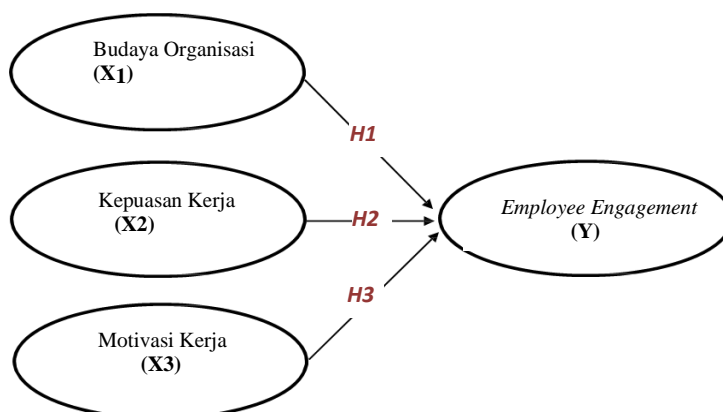 Budaya Organisasi
(X1)
H1
Kepuasan Kerja
(X2)
H2
Employee Engagement
(Y)
H3
Motivasi Kerja
(X3)